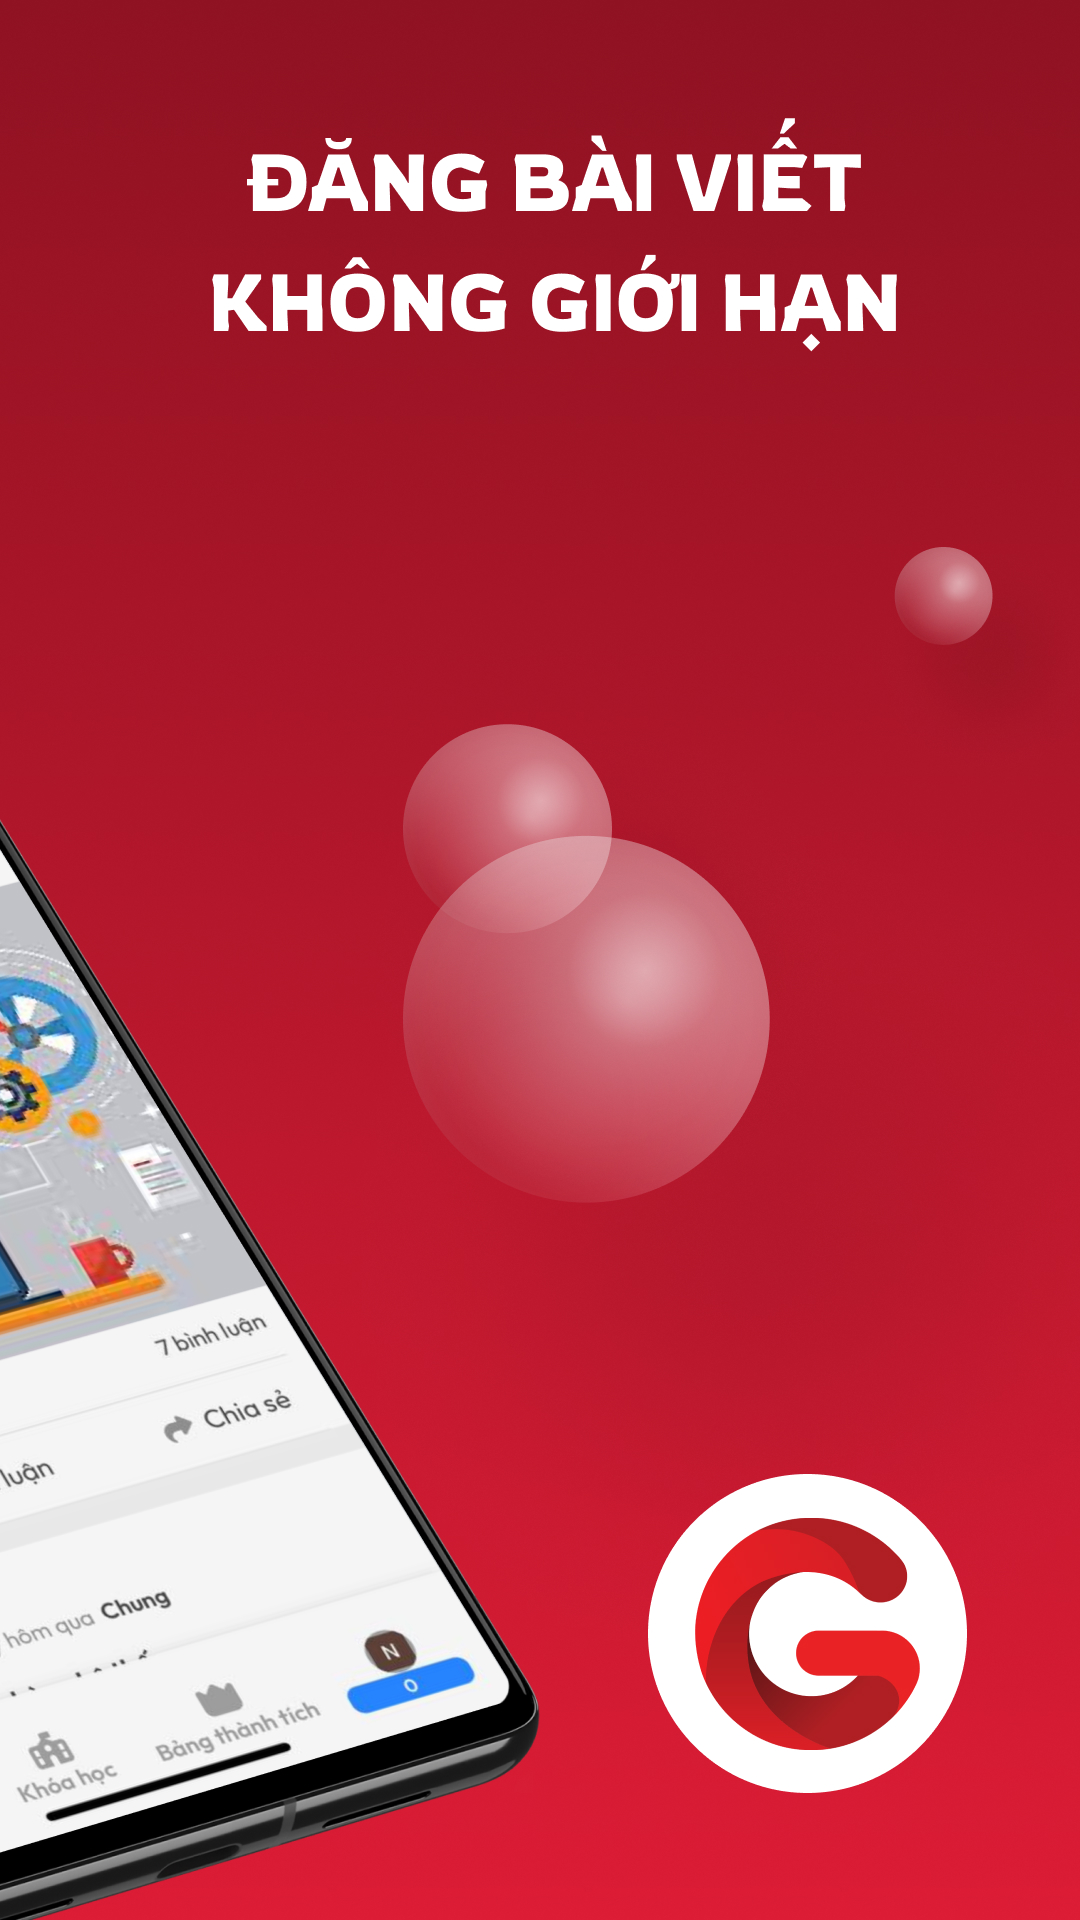 ĐĂNG BÀI VIẾT
KHÔNG GIỚI HẠN
7 bình luận
luận
Chia sẻ
hôm qua Chung
N
0
Khóa học
Bảng thành tích